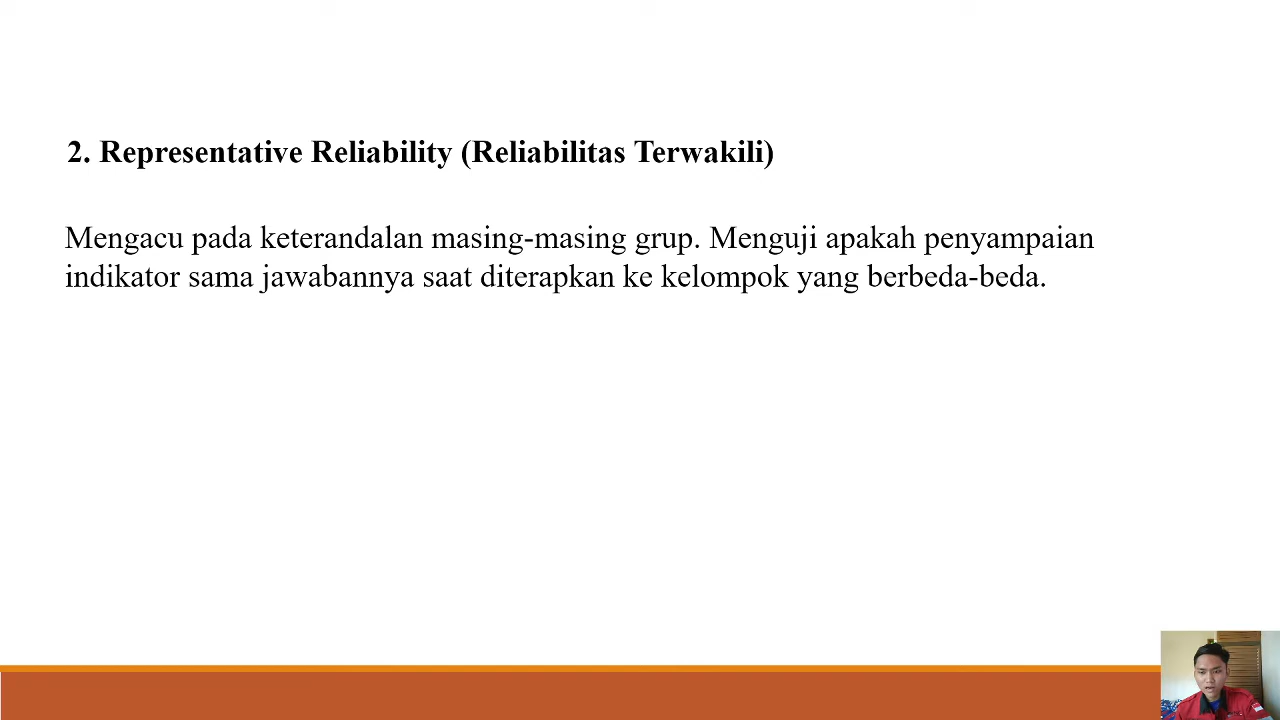 2. Representative Reliability (Reliabilitas Terwakili)
Mengacu pada keterandalan masing-masing grup. Menguji apakah penyampaian
indikator sama jawabannya saat diterapkan ke kelompok yang berbeda-beda.